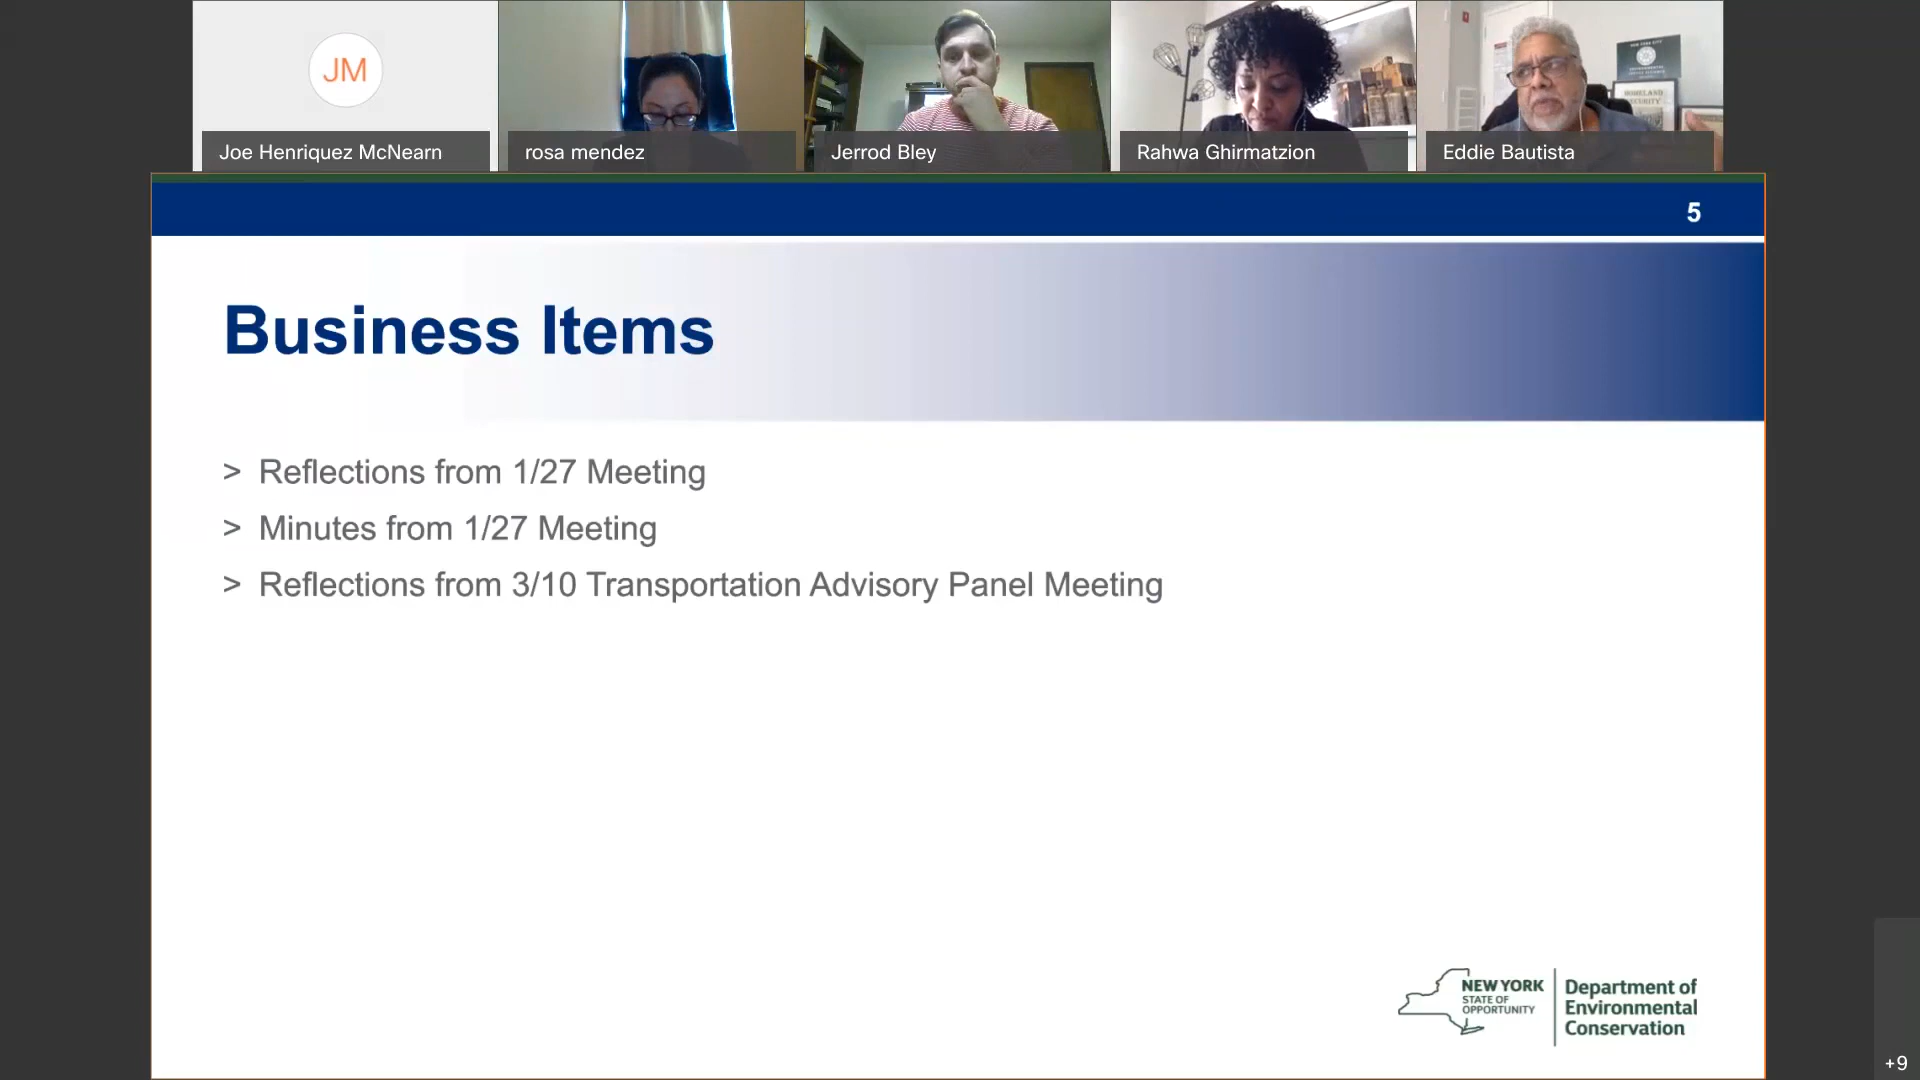 JM
Joe Henriquez McNearn
rosa mendez
Jerrod Bley
Rahwa Ghirmatzion
Eddie Bautista
HOMELAND
SECURITY
5
Business Items
> Reflections from 1/27 Meeting
> Minutes from 1/27 Meeting
> Reflections from 3/10 Transportation Advisory Panel Meeting
NEW YORK
STATE OF
OPPORTUNITY
Department of
Environmental
Conservation
+9